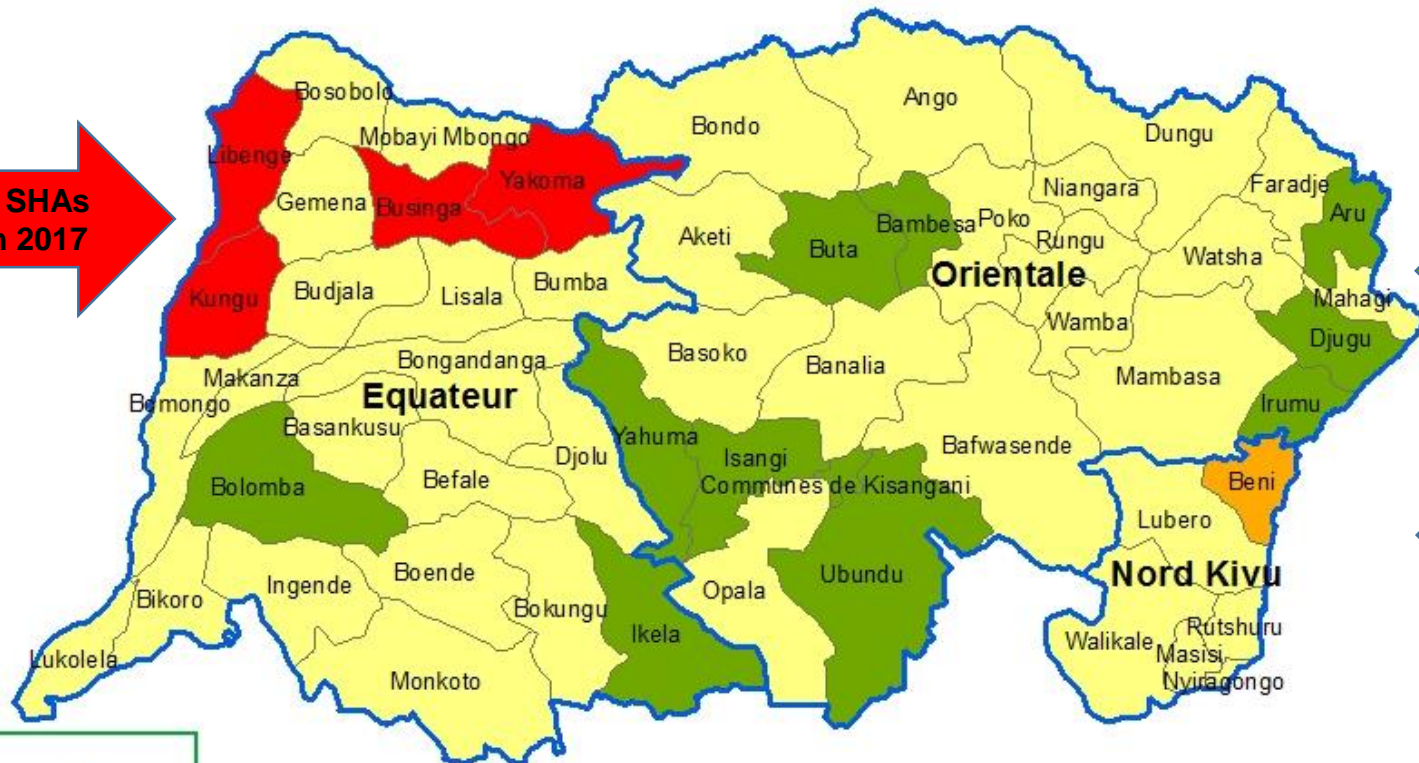 SHAs
n 2017
Bosobolo
Mobayi Mbongo
Libenge
Yakoma
Gemena
Businga
Kungu
Budjala
Lisala
Bumba
Bongandanga
Makanza
Bomongo
Equateur
Basankusu
Djolu
Bolomba
Befale
Bikoro
Ingende
Boende
Bokungu
Ikela
Lukolela
Monkoto
Ango
Bondo
Dungu
Niangara
Faradje
Aru
Aketi
Buta
Bambesa
Poko
Rungu
Watsha
Orientale
Mahagi
Wamba
Djugu
Basoko
Banalia
Mambasa
Irumu
Yahuma
Isangi
Bafwasende
Communes de Kisangani
Opala
Ubundu
Beni
Lubero
Nord Kivu
Walikale
Rutshuru
Masisi
Nyiragongo